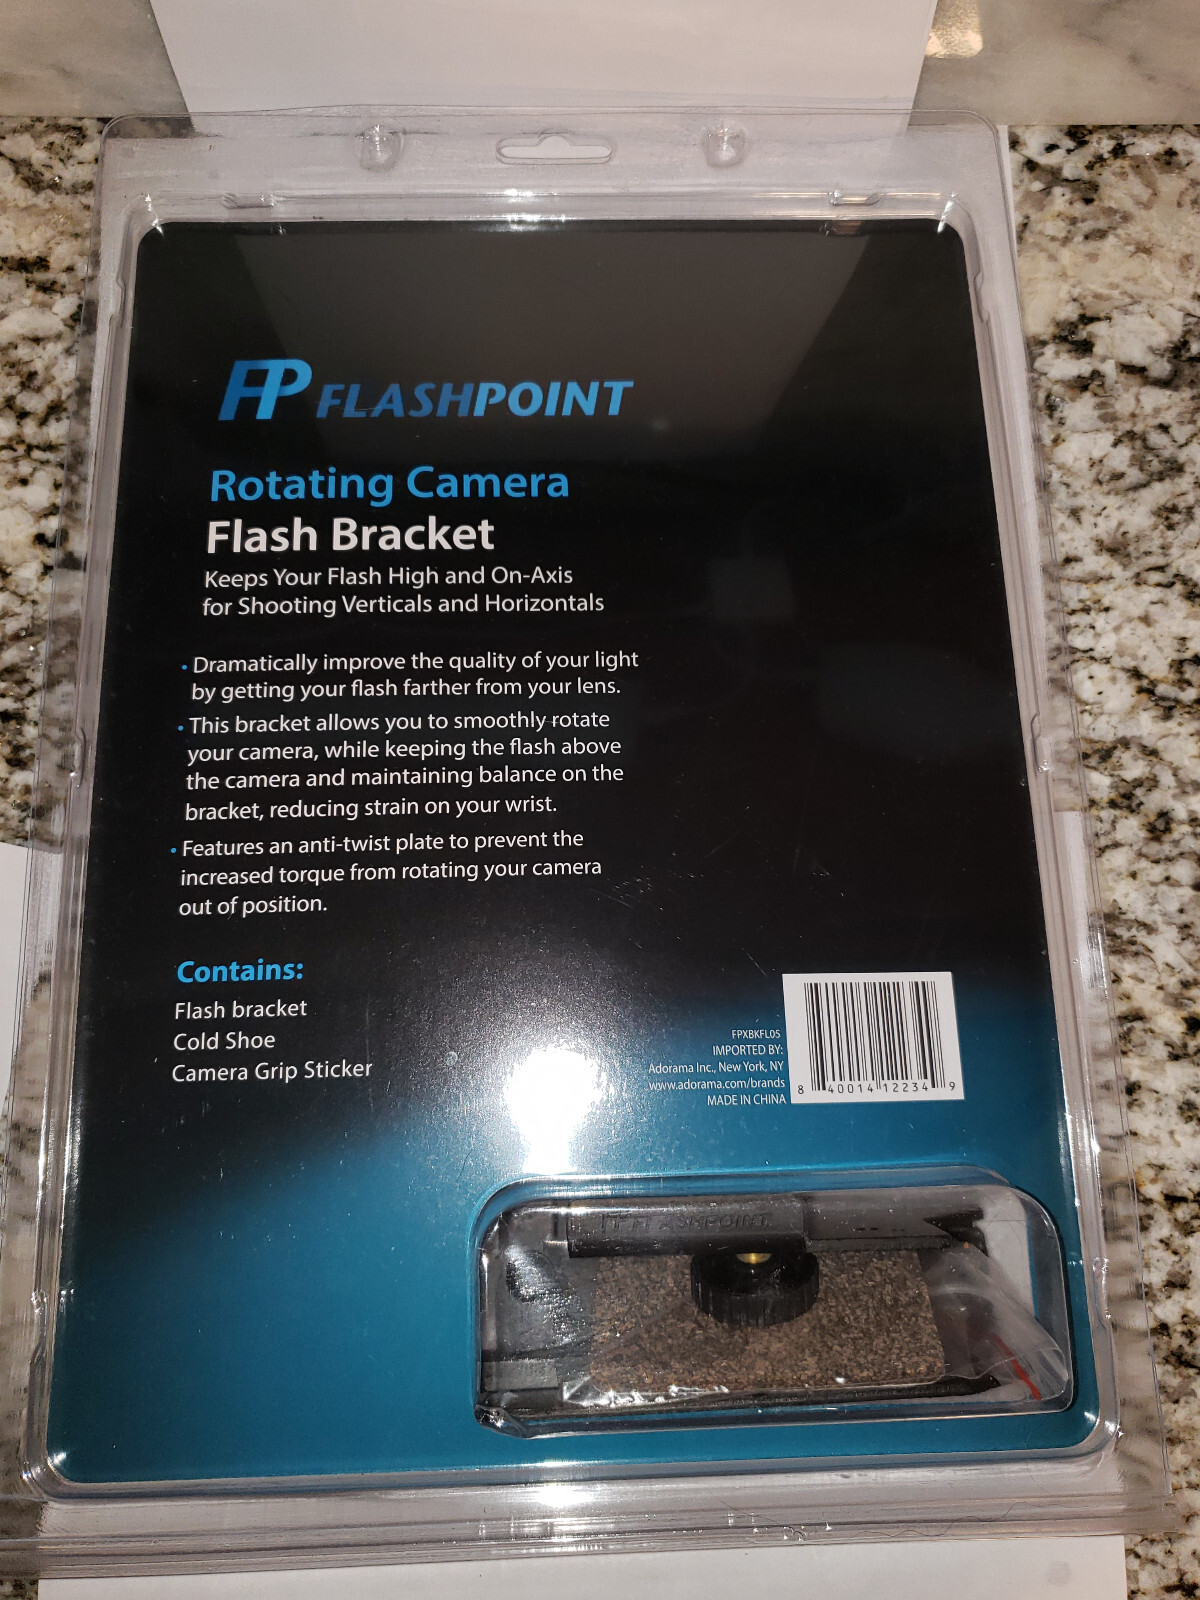 FP FLASHPOINT
Rotating Camera
Flash Bracket
Keeps Your Flash High and On-Axis
for Shooting Verticals and Horizontals
• Dramatically improve the quality of your light
by getting your flash farther from your lens.
• This bracket allows you to smoothly rotate
your camera, while keeping the flash above
the camera and maintaining balance on the
bracket, reducing strain on your wrist.
• Features an anti-twist plate to prevent the
increased torque from rotating your camera
out of position.
Contains:
Flash bracket
Cold Shoe
Camera Grip Sticker
FPXBKFL05
IMPORTED BY:
Adorama Inc., New York, NY
www.adorama.com/brands
MADE IN CHINA
8 40014 12234 9
FP FLASHPOINT